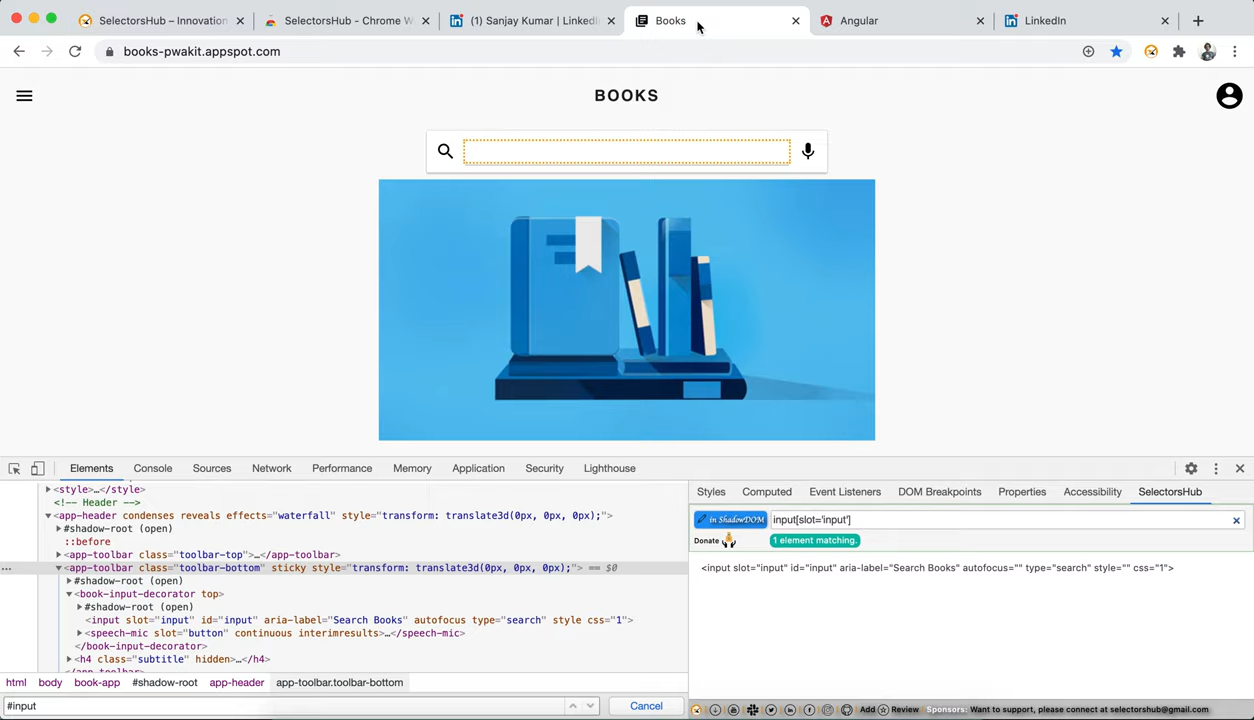 SelectorsHub – Innovation
SelectorsHub - Chrome W
(1) Sanjay Kumar | LinkedIn
Books
Angular
LinkedIn
books-pwakit.appspot.com
BOOKS
Elements
Console
Sources
Network
Performance
Memory
Application
Security
Lighthouse
<style>…</style>
<!-- Header -->
<app-header condenses reveals effects="waterfall" style="transform: translate3d(0px, 0px, 0px);">
#shadow-root (open)
::before
<app-toolbar class="toolbar-top">…</app-toolbar>
<app-toolbar class="toolbar-bottom" sticky style="transform: translate3d(0px, 0px, 0px);"> == $0
#shadow-root (open)
<book-input-decorator top>
#shadow-root (open)
<input slot="input" id="input" aria-label="Search Books" autofocus type="search" style css="1">
<speech-mic slot="button" continuous interimresults>…</speech-mic>
</book-input-decorator>
<h4 class="subtitle" hidden>…</h4>
html body book-app #shadow-root app-header app-toolbar.toolbar-bottom
#input
Cancel
Styles
Computed
Event Listeners
DOM Breakpoints
Properties
Accessibility
SelectorsHub
in ShadowDOM
input[slot='input']
Donate
1 element matching.
<input slot="input" id="input" aria-label="Search Books" autofocus="" type="search" style="" css="1">
Add Review Sponsors: Want to support, please connect at selectorshub@gmail.com